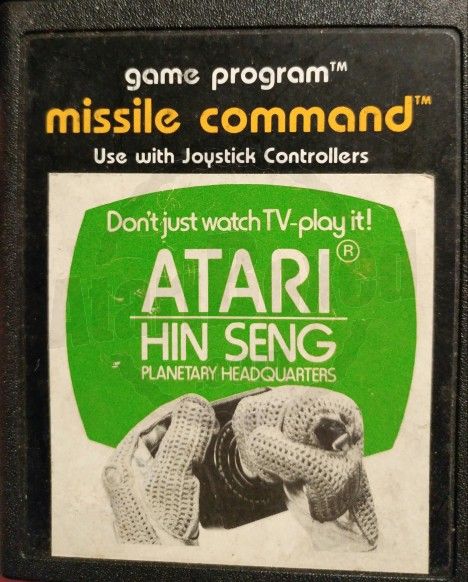 game program™
missile command™
Use with Joystick Controllers
Don't just watch TV-play it!
ATARI®
HIN SENG
PLANETARY HEADQUARTERS